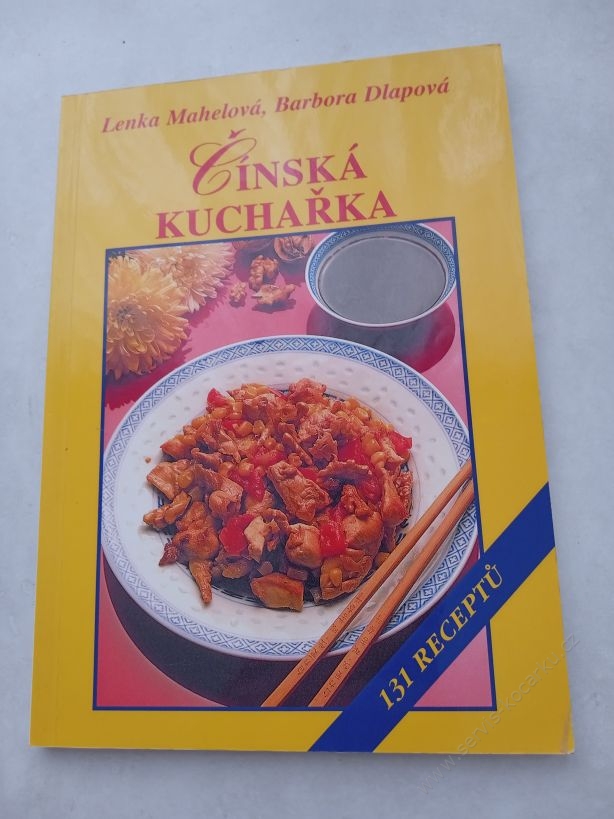 Lenka Mahelová, Barbora Dlapová
ČÍNSKÁ
KUCHAŘKA
131 RECEPTŮ